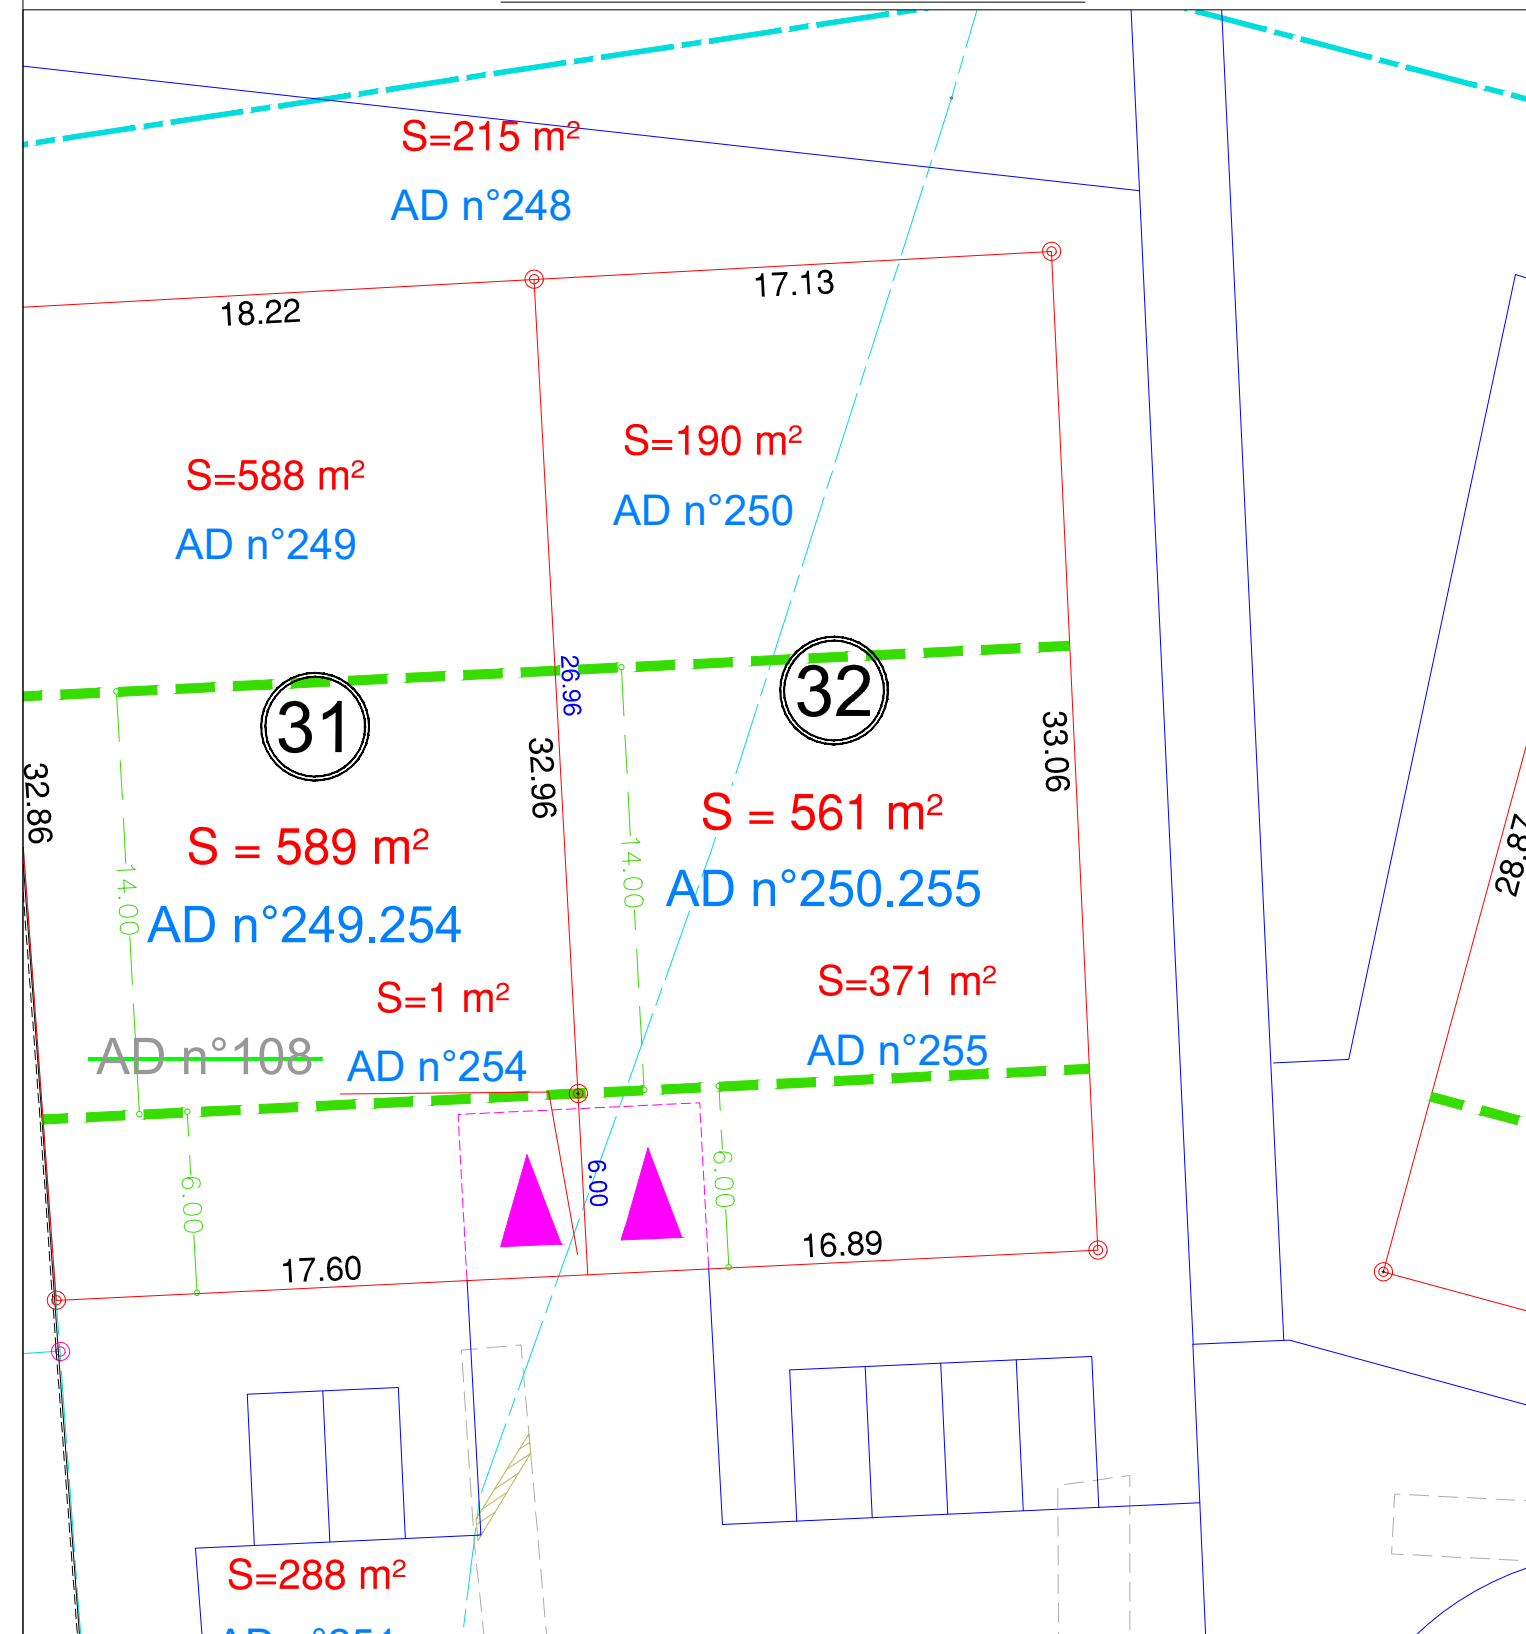 S=215 m²
AD n°248
17.13
18.22
S=190 m²
S=588 m²
AD n°250
AD n°249
26.96
32
31
33.06
32.96
32.86
S = 561 m²
S = 589 m²
28.87
14.00
14.00
AD n°250.255
AD n°249.254
S=371 m²
S=1 m²
AD n°255
AD n°108
AD n°254
6.00
6.00
6.00
16.89
17.60
S=288 m²